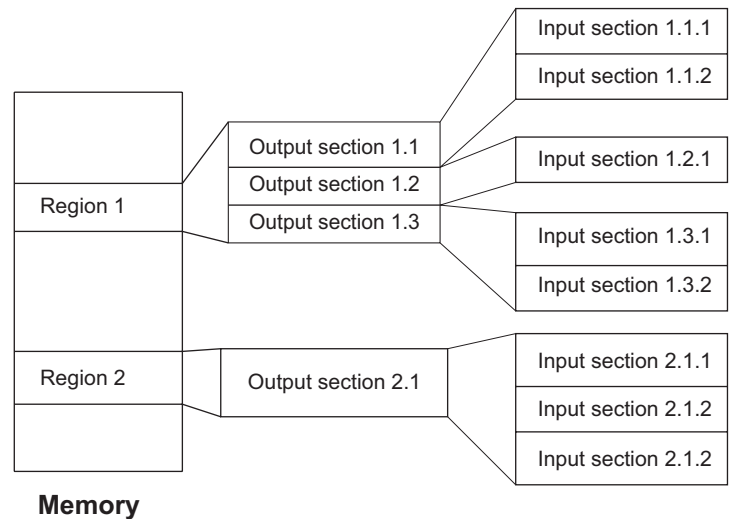 Input section 1.1.1
Input section 1.1.2
Output section 1.1
Input section 1.2.1
Output section 1.2
Region 1
Output section 1.3
Input section 1.3.1
Input section 1.3.2
Input section 2.1.1
Region 2
Output section 2.1
Input section 2.1.2
Input section 2.1.2
Memory